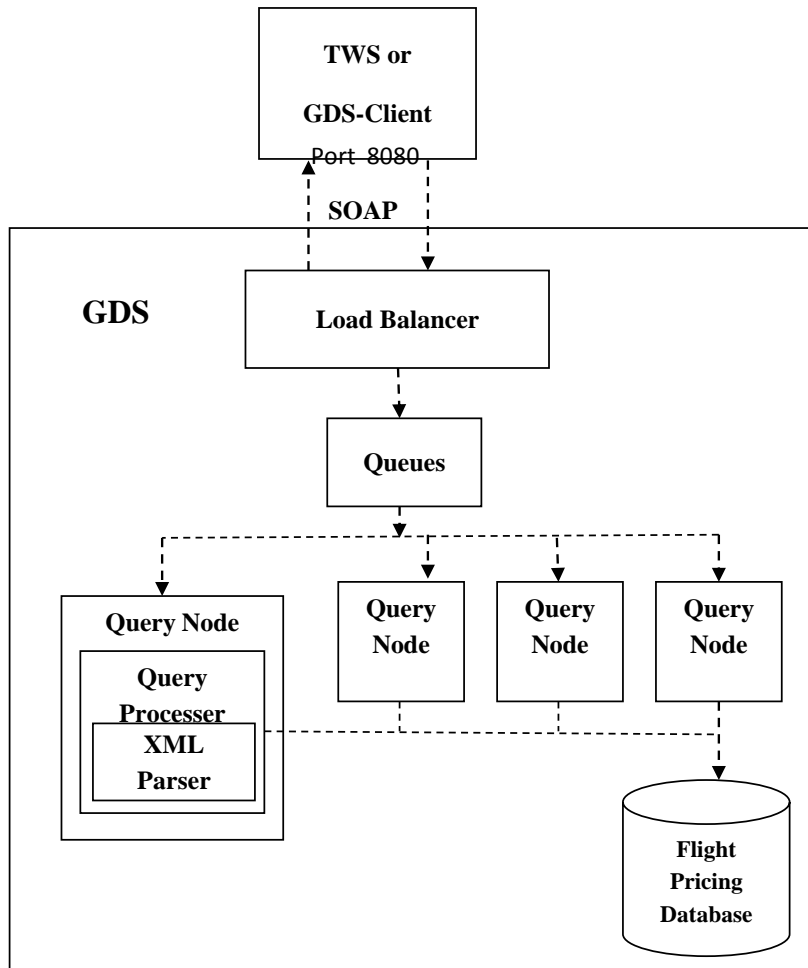 TWS or
GDS-Client
Port 8080
SOAP
GDS
Load Balancer
Queues
Query Node
Query
Processer
XML
Parser
Query
Node
Query
Node
Query
Node
Flight
Pricing
Database